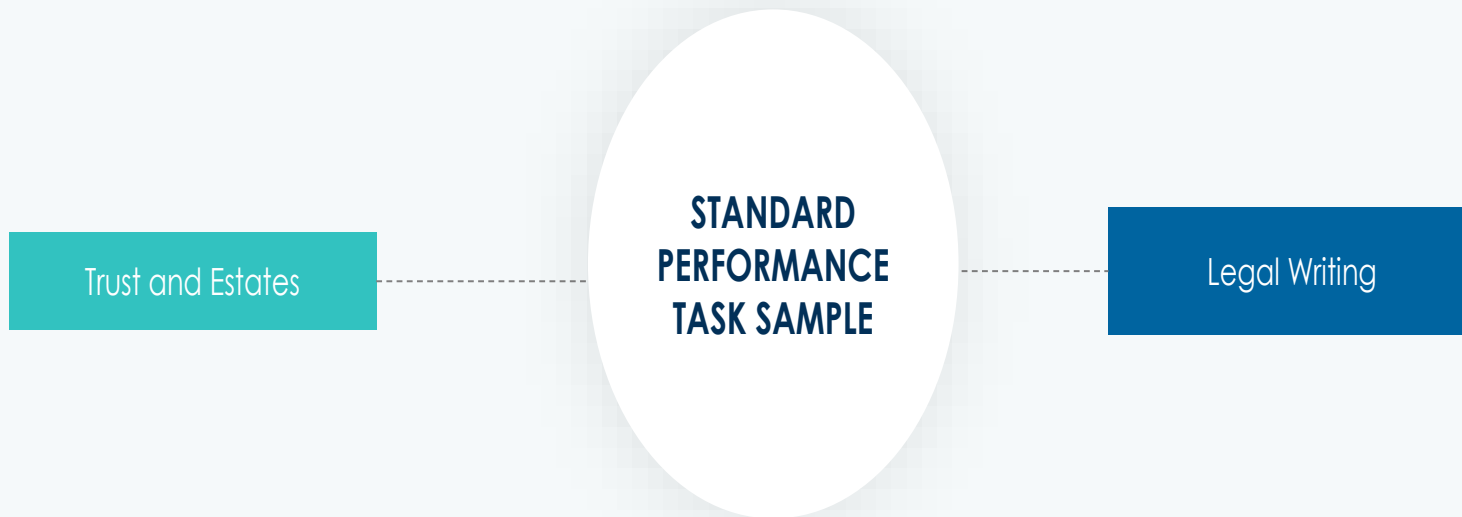 Trust and Estates
STANDARD
PERFORMANCE
TASK SAMPLE
Legal Writing